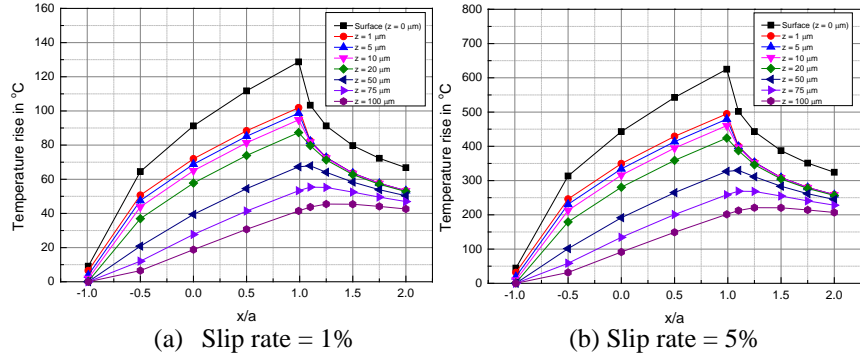 160
140
120
100
80
60
40
20
0
Temperature rise in °C
-1.0 -0.5 0.0 0.5 1.0 1.5 2.0
x/a
Surface (z = 0 μm)
z = 1 μm
z = 5 μm
z = 10 μm
z = 20 μm
z = 50 μm
z = 75 μm
z = 100 μm
(a) Slip rate = 1%
800
700
600
500
400
300
200
100
0
Temperature rise in °C
-1.0 -0.5 0.0 0.5 1.0 1.5 2.0
x/a
Surface (z = 0 μm)
z = 1 μm
z = 5 μm
z = 10 μm
z = 20 μm
z = 50 μm
z = 75 μm
z = 100 μm
(b) Slip rate = 5%